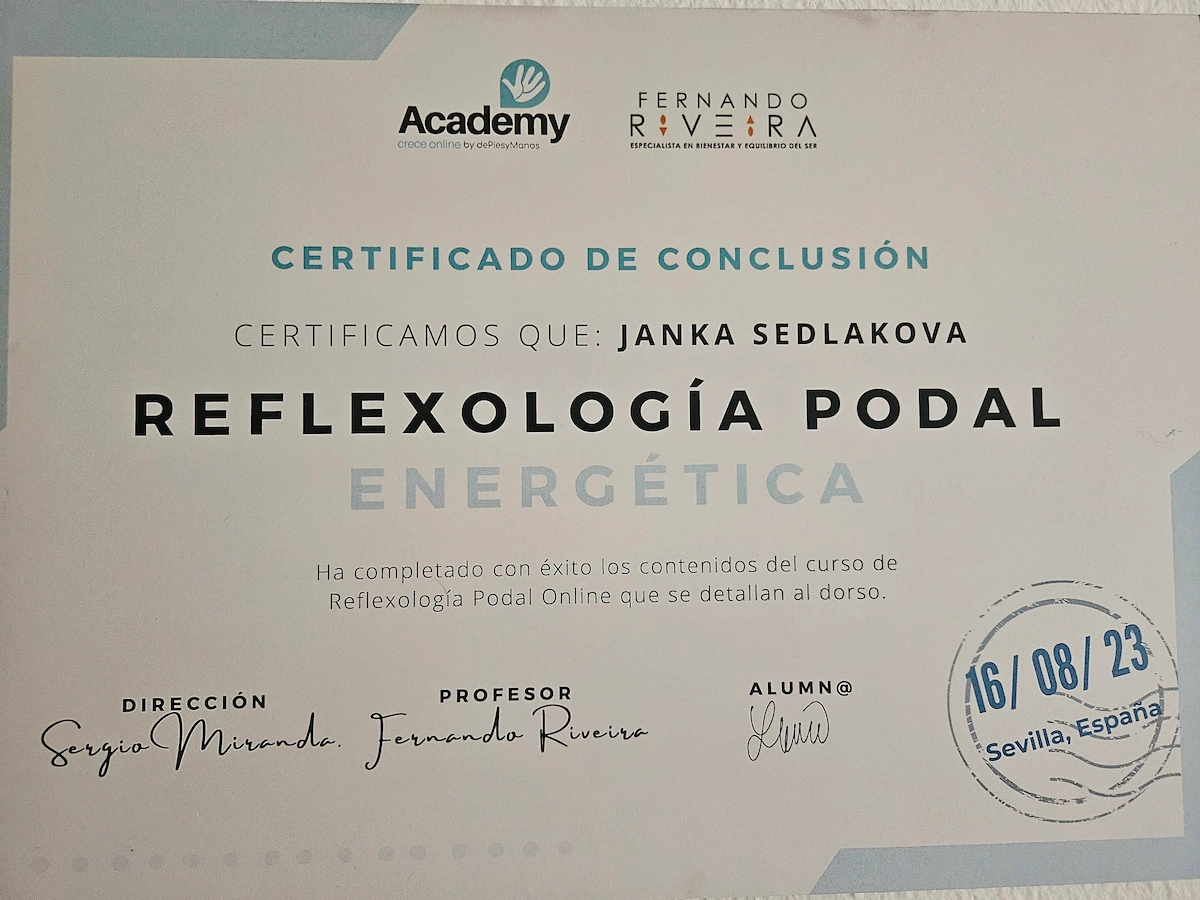 Academy
crece online by dePiesyManos
FERNANDO
RIVEIRA
ESPECIALISTA EN BIENESTAR Y EQUILIBRIO DEL SER
CERTIFICADO DE CONCLUSIÓN
CERTIFICAMOS QUE: JANKA SEDLAKOVA
REFLEXOLOGÍA PODAL
ENERGÉTICA
Ha completado con éxito los contenidos del curso de
Reflexología Podal Online que se detallan al dorso.
DIRECCIÓN
Sergio Miranda.
PROFESOR
Fernando Riveira
ALUMN@
16/ 08/ 23
Sevilla, España